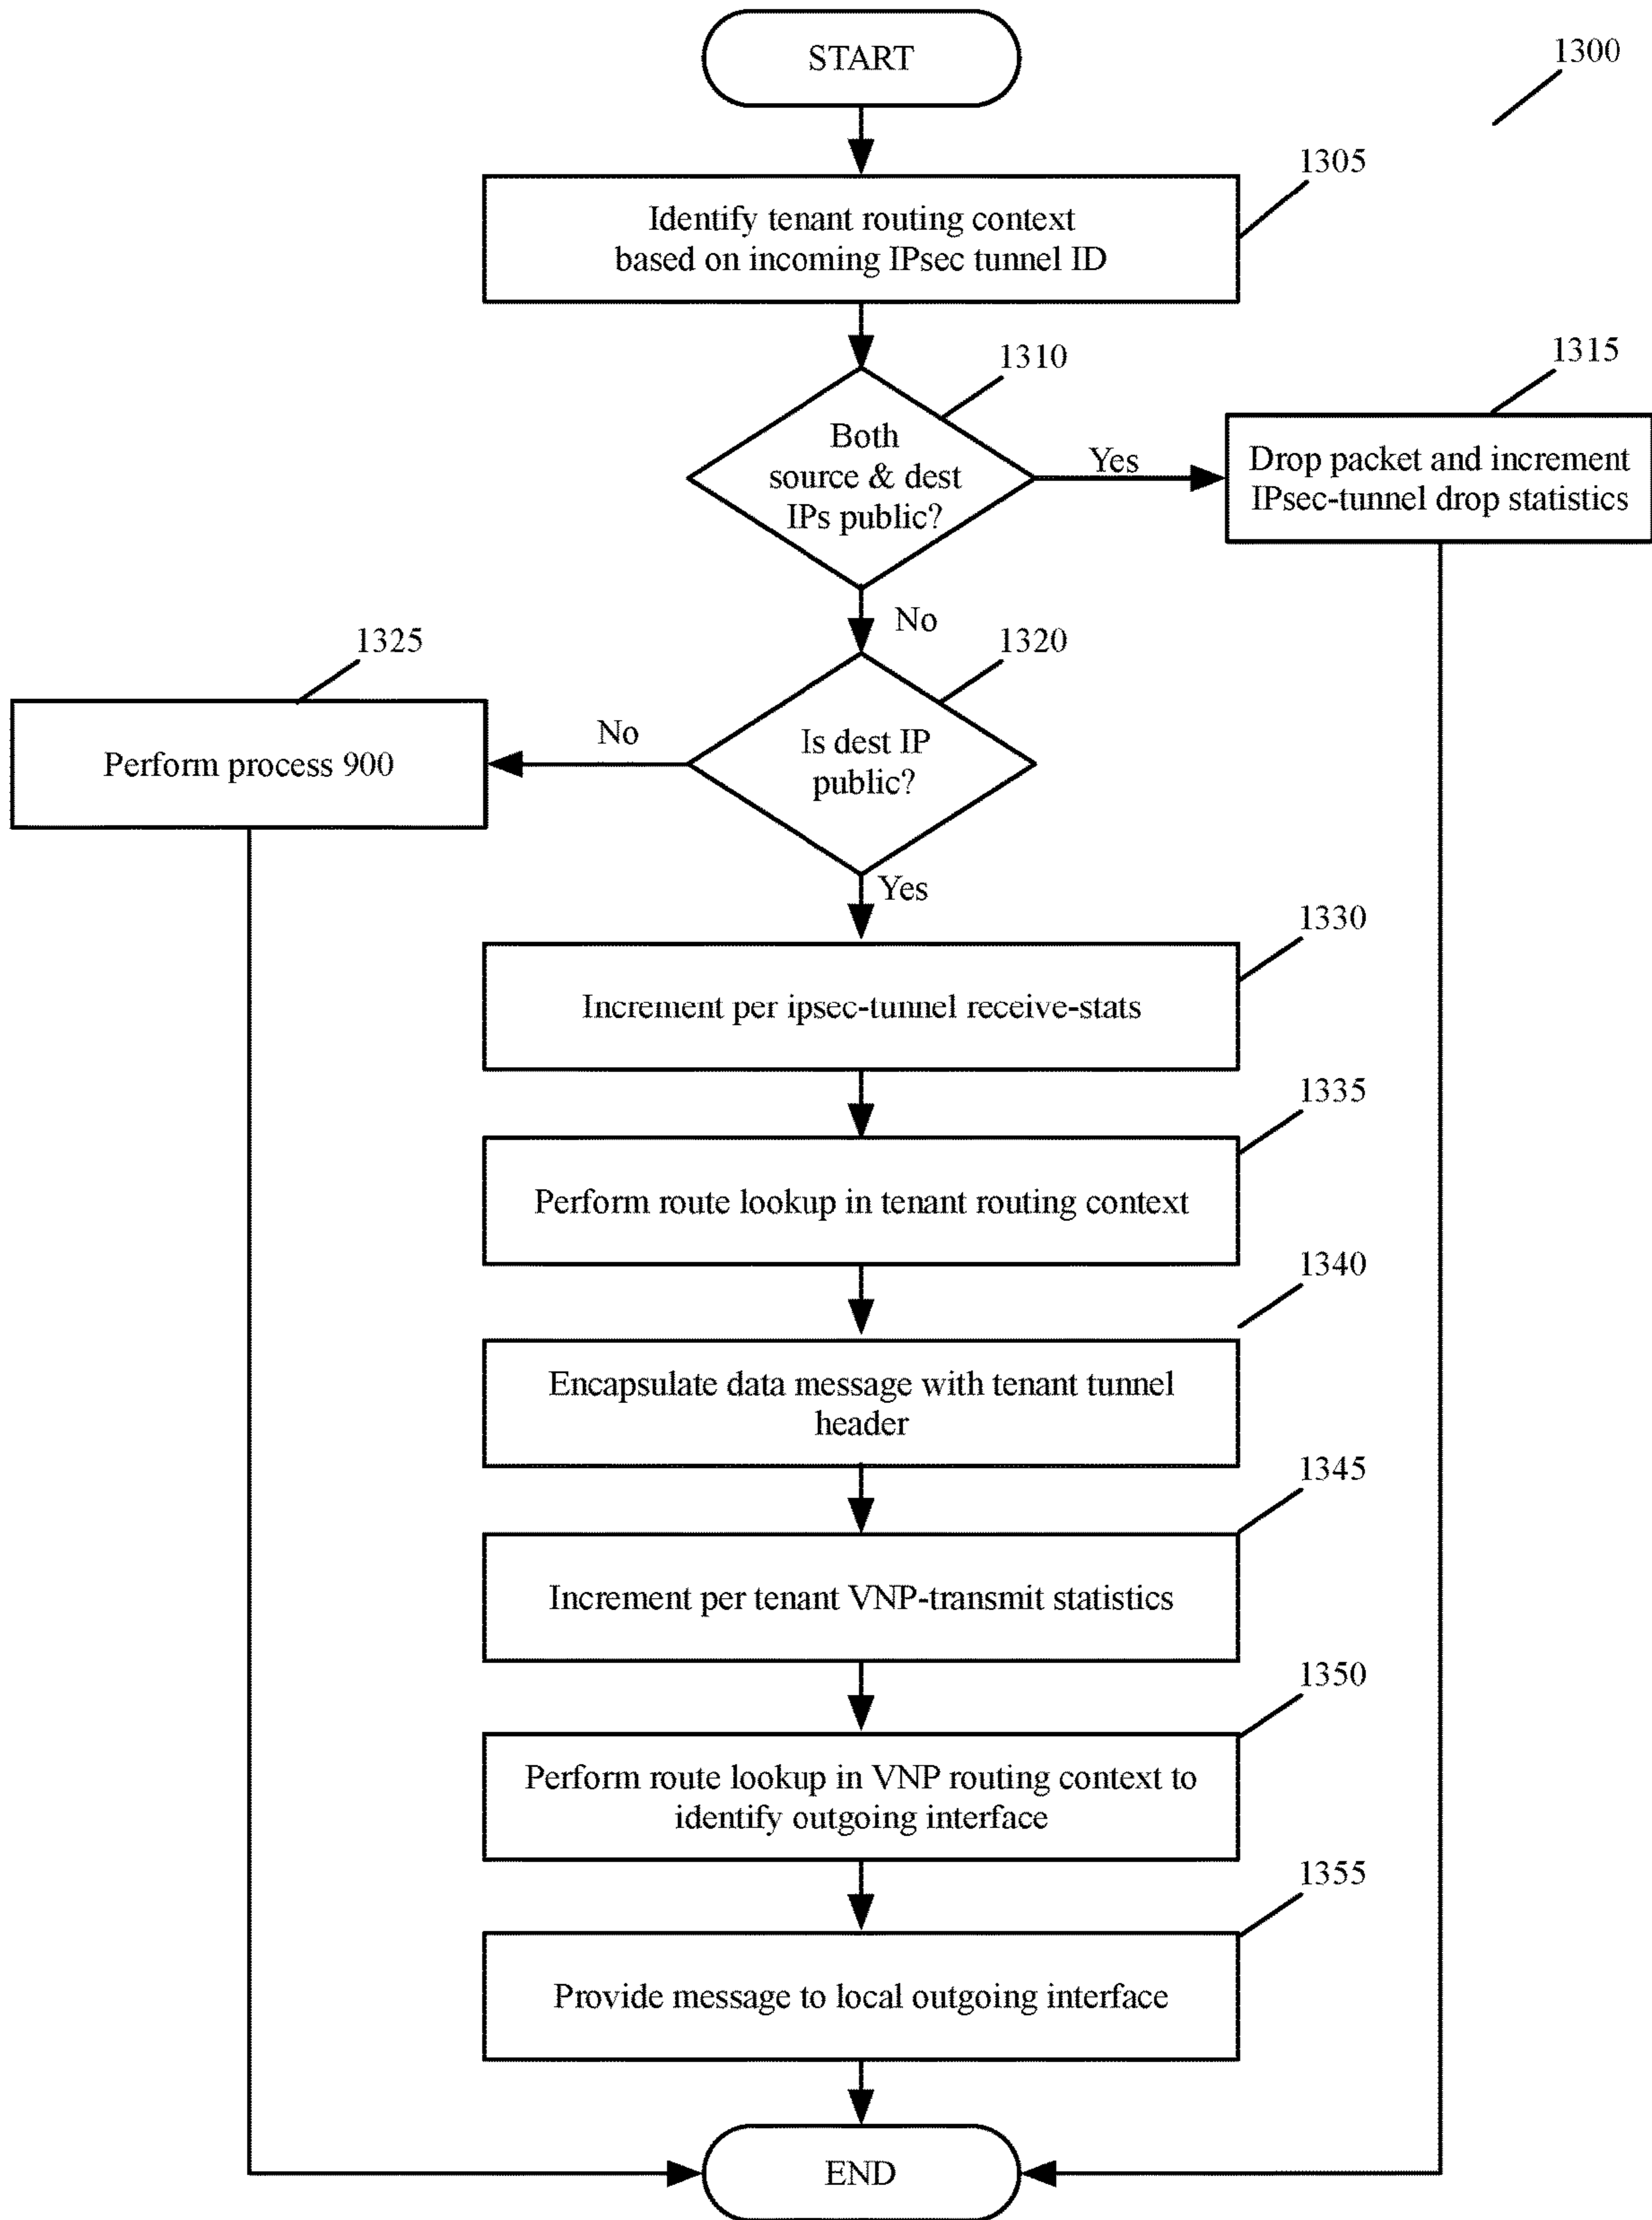 START
1300
1305
Identify tenant routing context
based on incoming IPsec tunnel ID
1310
1315
Both
source & dest
IPs public?
Yes
Drop packet and increment
IPsec-tunnel drop statistics
No
1325
1320
Perform process 900
No
Is dest IP
public?
Yes
1330
Increment per ipsec-tunnel receive-stats
1335
Perform route lookup in tenant routing context
1340
Encapsulate data message with tenant tunnel
header
1345
Increment per tenant VNP-transmit statistics
1350
Perform route lookup in VNP routing context to
identify outgoing interface
1355
Provide message to local outgoing interface
END